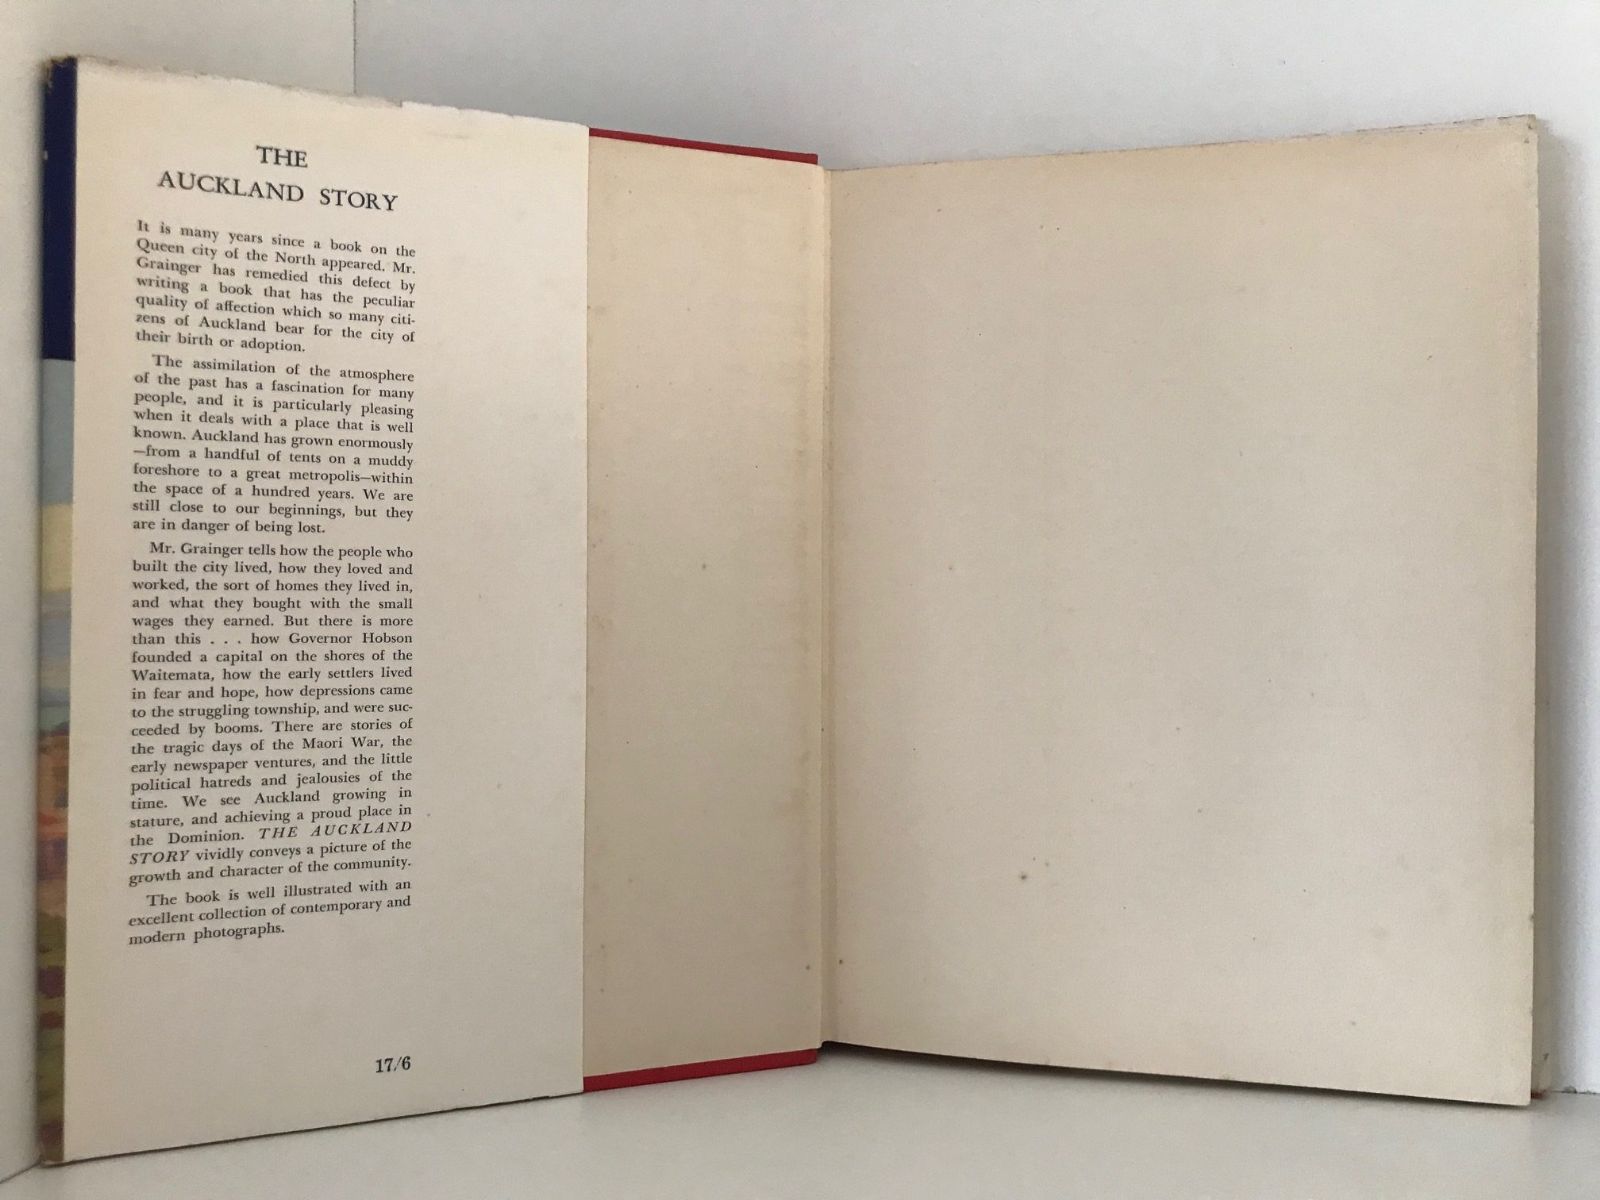 THE
AUCKLAND STORY
It is many years since a book on the
Queen city of the North appeared. Mr.
Grainger has remedied this defect by
writing a book that has the peculiar
quality of affection which so many citi-
zens of Auckland bear for the city of
their birth or adoption.
The assimilation of the atmosphere
of the past has a fascination for many
people, and it is particularly pleasing
when it deals with a place that is well
known. Auckland has grown enormously
—from a handful of tents on a muddy
foreshore to a great metropolis—within
the space of a hundred years. We are
still close to our beginnings, but they
are in danger of being lost.
Mr. Grainger tells how the people who
built the city lived, how they loved and
worked, the sort of homes they lived in,
and what they bought with the small
wages they earned. But there is more
than this . . . how Governor Hobson
founded a capital on the shores of the
Waitemata, how the early settlers lived
in fear and hope, how depressions came
to the struggling township, and were suc-
ceeded by booms. There are stories of
the tragic days of the Maori War, the
early newspaper ventures, and the little
political hatreds and jealousies of the
time. We see Auckland growing in
stature, and achieving a proud place in
the Dominion. THE AUCKLAND
STORY vividly conveys a picture of the
growth and character of the community.
The book is well illustrated with an
excellent collection of contemporary and
modern photographs.
17/6